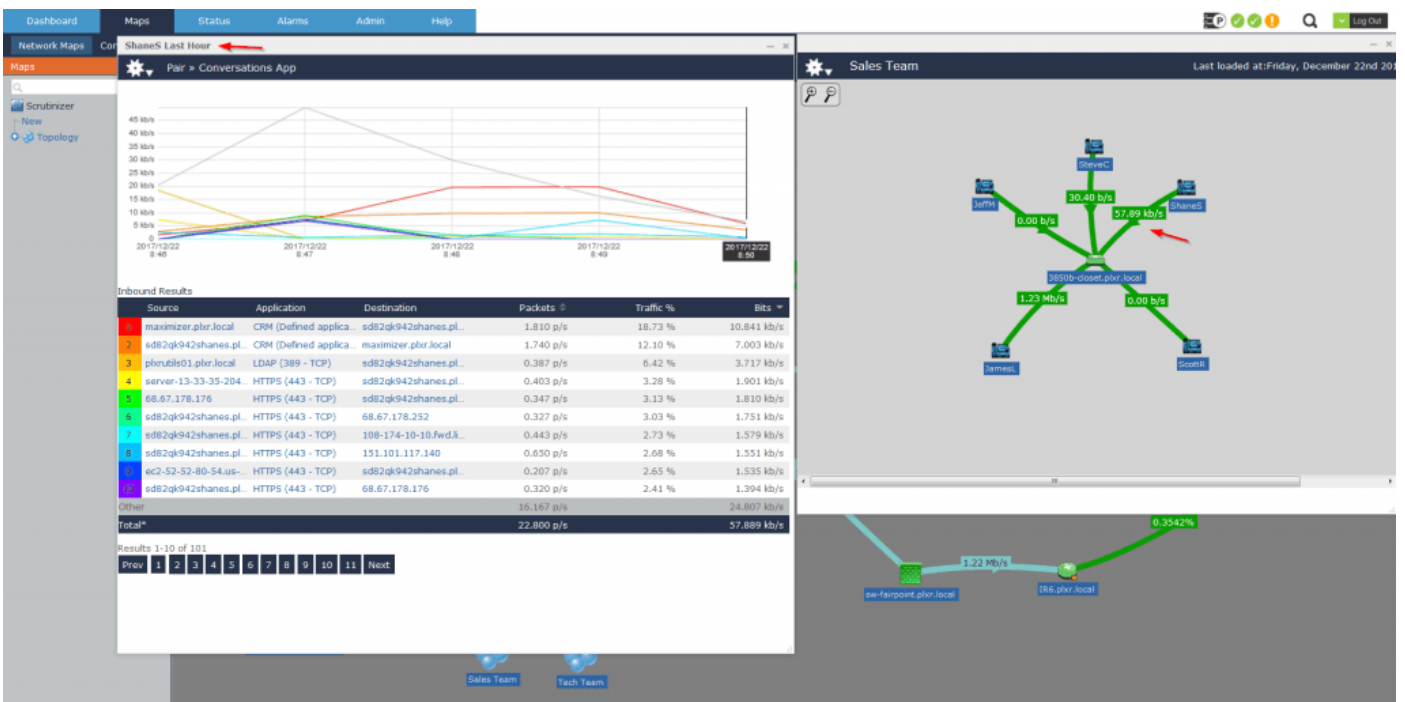 Dashboard Maps Status Alarms Admin Help
P Log Out
Network Maps Con
Maps
Scrutinizer
New
Topology
ShaneS Last Hour
Pair » Conversations App
45 kb/s
40 kb/s
35 kb/s
30 kb/s
25 kb/s
20 kb/s
15 kb/s
10 kb/s
5 kb/s
0
2017/12/22 2017/12/22 2017/12/22 2017/12/22 2017/12/22
8:46 8:47 8:48 8:49 8:50
Inbound Results
Source Application Destination Packets Traffic % Bits
maximizer.plxr.local CRM (Defined applica... sd82qk942shanes.pl... 1.810 p/s 18.73 % 10.841 kb/s
2 sd82qk942shanes.pl... CRM (Defined applica... maximizer.plxr.local 1.740 p/s 12.10 % 7.003 kb/s
3 plxrutils01.plxr.local LDAP (389 - TCP) sd82qk942shanes.pl... 0.387 p/s 6.42 % 3.717 kb/s
4 server-13-33-35-204... HTTPS (443 - TCP) sd82qk942shanes.pl... 0.403 p/s 3.28 % 1.901 kb/s
5 68.67.178.176 HTTPS (443 - TCP) sd82qk942shanes.pl... 0.347 p/s 3.13 % 1.810 kb/s
6 sd82qk942shanes.pl... HTTPS (443 - TCP) 68.67.178.252 0.327 p/s 3.03 % 1.751 kb/s
7 sd82qk942shanes.pl... HTTPS (443 - TCP) 108-174-10-10.fwd.li... 0.443 p/s 2.73 % 1.579 kb/s
8 sd82qk942shanes.pl... HTTPS (443 - TCP) 151.101.117.140 0.650 p/s 2.68 % 1.551 kb/s
ec2-52-52-80-54.us-... HTTPS (443 - TCP) sd82qk942shanes.pl... 0.207 p/s 2.65 % 1.535 kb/s
sd82qk942shanes.pl... HTTPS (443 - TCP) 68.67.178.176 0.320 p/s 2.41 % 1.394 kb/s
Other 16.167 p/s 24.807 kb/s
Total* 22.800 p/s 57.889 kb/s
Results 1-10 of 101
Prev 1 2 3 4 5 6 7 8 9 10 11 Next
Sales Team Last loaded at:Friday, December 22nd 201
SteveC
JeffM
ShaneS
30.40 b/s
57.89 kb/s
0.00 b/s
3850b-closet.plxr.local
1.23 Mb/s
0.00 b/s
JamesL
ScottR
0.3542%
1.22 Mb/s
sw-fairpoint.plxr.local
IR6.plxr.local
Sales Team
Tech Team